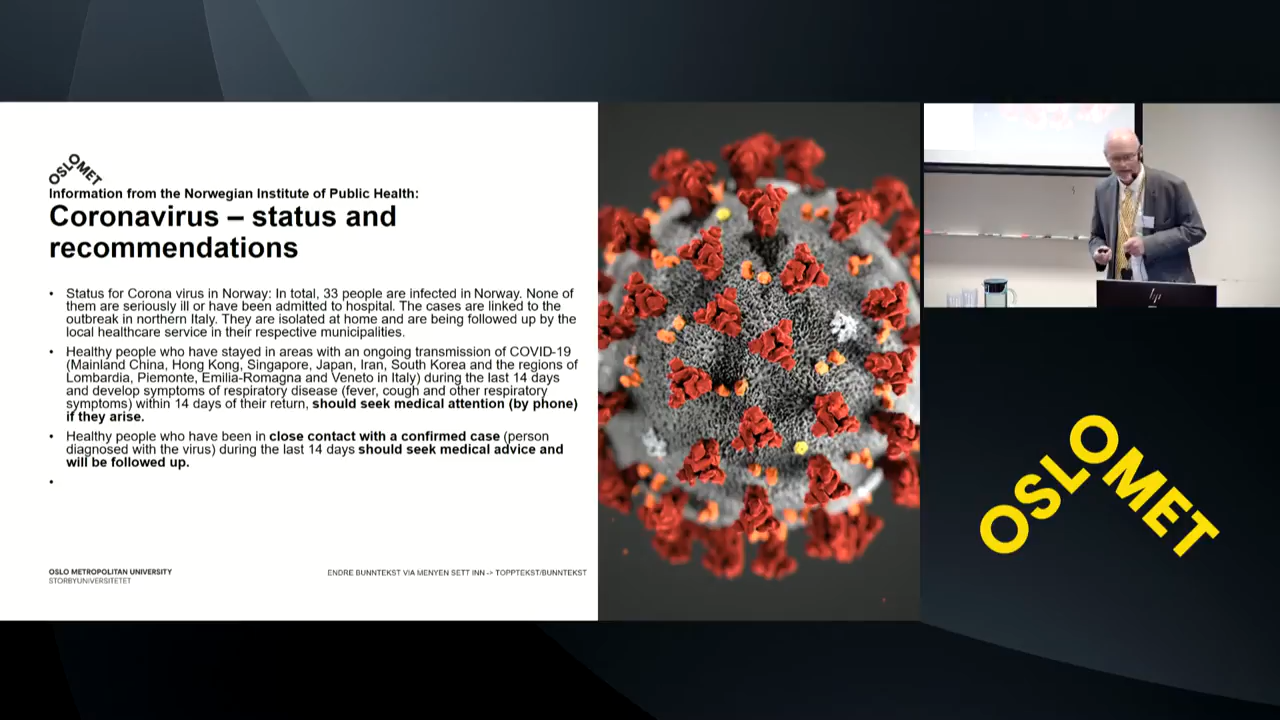 OSLOMET
Information from the Norwegian Institute of Public Health:
Coronavirus – status and
recommendations
• Status for Corona virus in Norway: In total, 33 people are infected in Norway. None of
them are seriously ill or have been admitted to hospital. The cases are linked to the
outbreak in northern Italy. They are isolated at home and are being followed up by the
local healthcare service in their respective municipalities.
• Healthy people who have stayed in areas with an ongoing transmission of COVID-19
(Mainland China, Hong Kong, Singapore, Japan, Iran, South Korea and the regions of
Lombardia, Piemonte, Emilia-Romagna and Veneto in Italy) during the last 14 days
and develop symptoms of respiratory disease (fever, cough and other respiratory
symptoms) within 14 days of their return, should seek medical attention (by phone)
if they arise.
• Healthy people who have been in close contact with a confirmed case (person
diagnosed with the virus) during the last 14 days should seek medical advice and
will be followed up.
•
OSLO METROPOLITAN UNIVERSITY
STORBYUNIVERSITETET
ENDRE BUNNTEKST VIA MENYEN SETT INN -> TOPPTEKST/BUNNTEKST
hp
OSLOMET